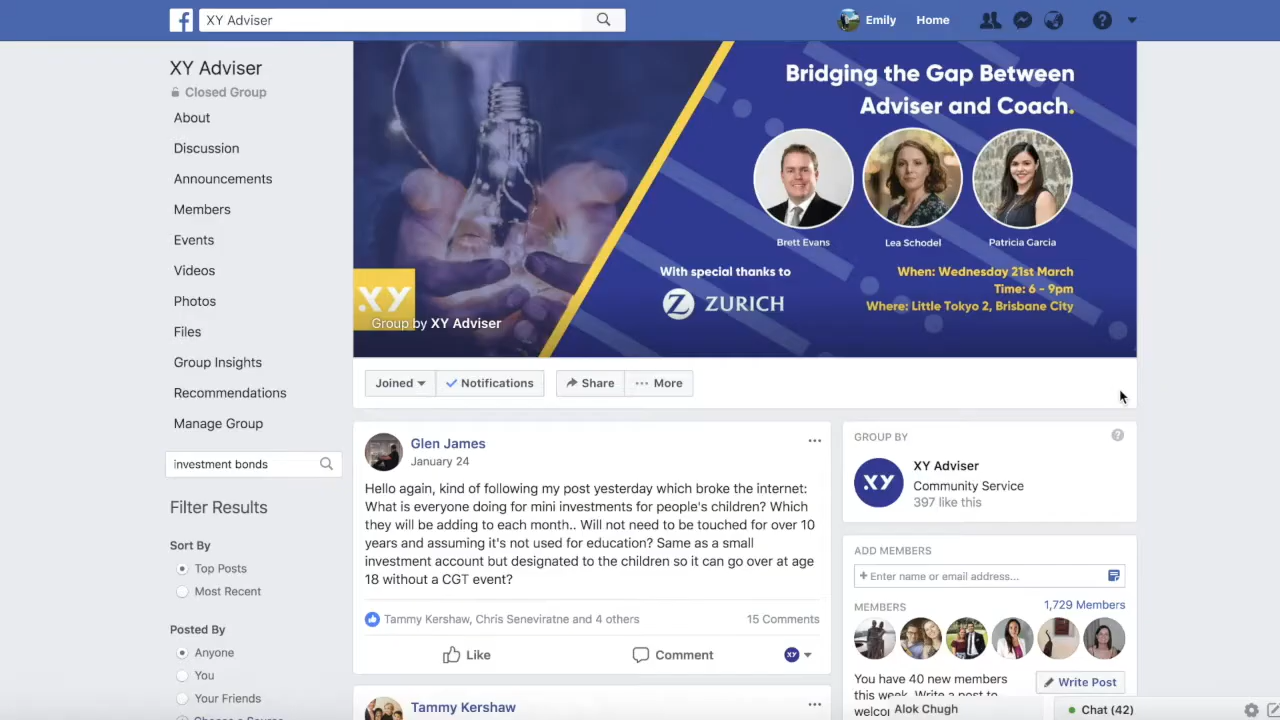 XY Adviser
Emily
Home
XY Adviser
Closed Group
About
Discussion
Announcements
Members
Events
Videos
Photos
Files
Group Insights
Recommendations
Manage Group
investment bonds
Filter Results
Sort By
Top Posts
Most Recent
Posted By
Anyone
You
Your Friends
Choose a Source
Bridging the Gap Between
Adviser and Coach.
Brett Evans
Lea Schodel
Patricia Garcia
With special thanks to
ZURICH
When: Wednesday 21st March
Time: 6 - 9pm
Where: Little Tokyo 2, Brisbane City
XY
Group by XY Adviser
Joined
Notifications
Share
More
Glen James
January 24
Hello again, kind of following my post yesterday which broke the internet:
What is everyone doing for mini investments for people's children? Which
they will be adding to each month.. Will not need to be touched for over 10
years and assuming it's not used for education? Same as a small
investment account but designated to the children so it can go over at age
18 without a CGT event?
Tammy Kershaw, Chris Seneviratne and 4 others
15 Comments
Like
Comment
XY
Tammy Kershaw
GROUP BY
XY
XY Adviser
Community Service
397 like this
ADD MEMBERS
+ Enter name or email address...
MEMBERS
1,729 Members
You have 40 new members
this week. Write a post to
welco
Write Post
Alok Chugh
Chat (42)